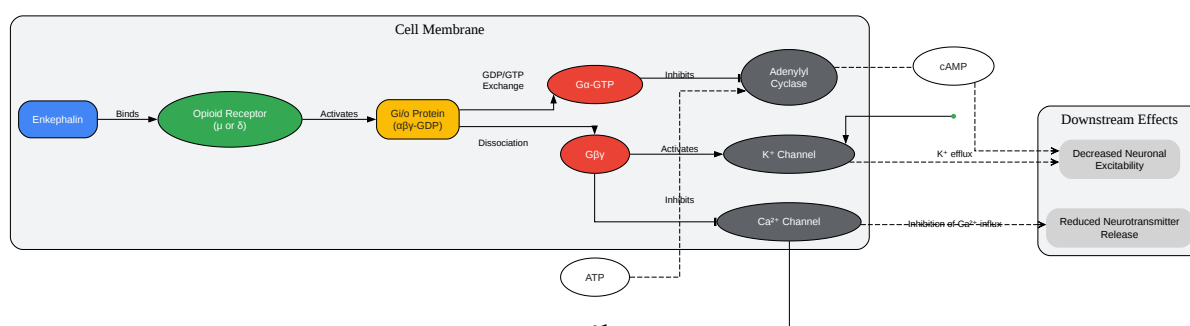 Cell Membrane
Enkephalin
Binds
Opioid Receptor
(μ or δ)
Activates
Gi/o Protein
(αβγ-GDP)
GDP/GTP
Exchange
Dissociation
Gα-GTP
Gβγ
Inhibits
Activates
Inhibits
Adenylyl
Cyclase
K⁺ Channel
Ca²⁺ Channel
ATP
cAMP
K⁺ efflux
Inhibition of Ca²⁺ influx
Downstream Effects
Decreased Neuronal
Excitability
Reduced Neurotransmitter
Release